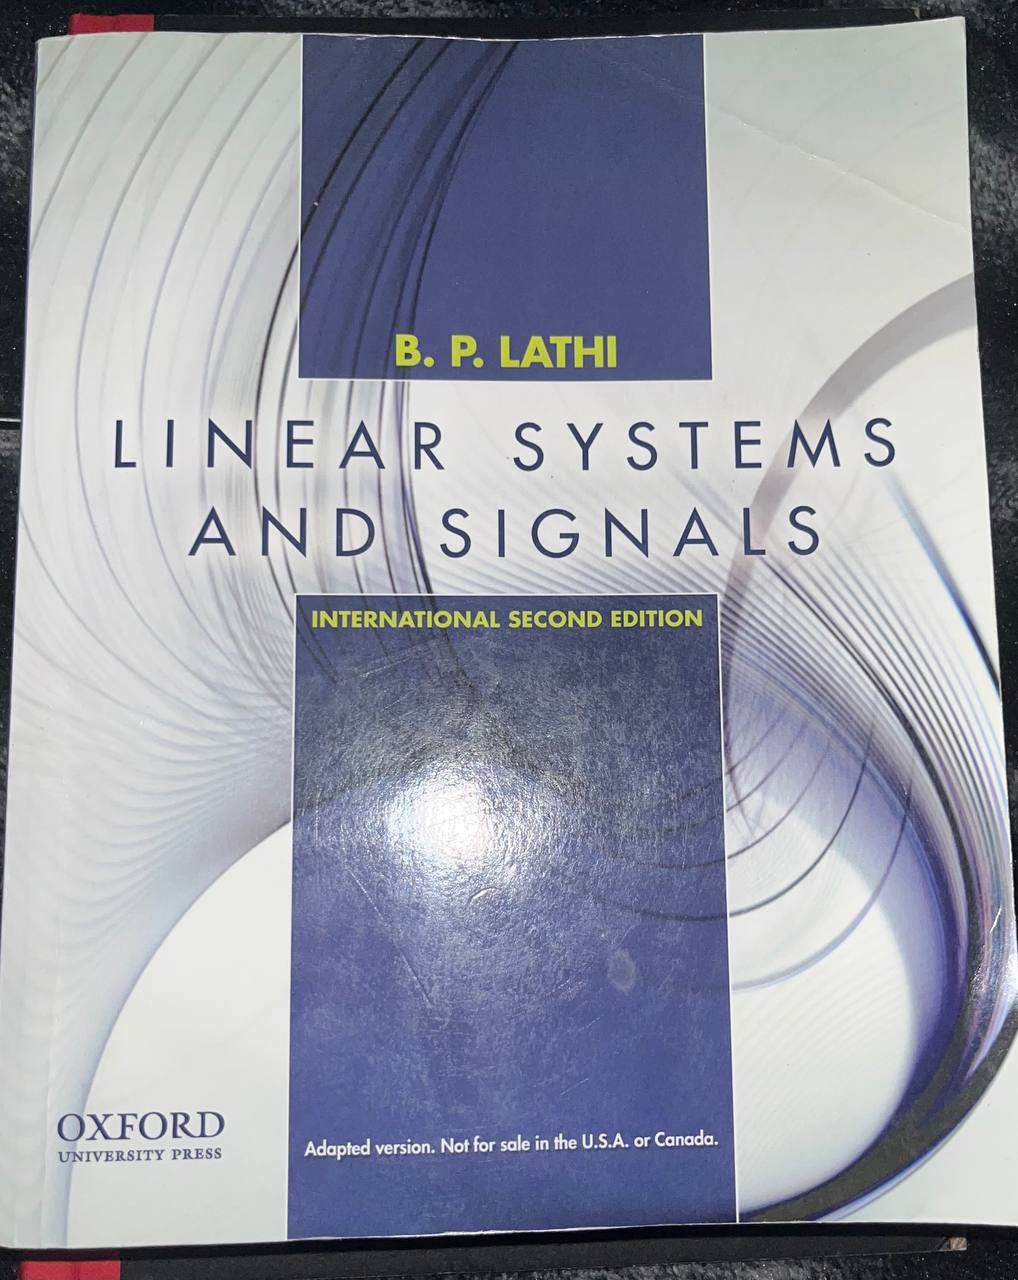 B. P. LATHI
LINEAR SYSTEMS
AND SIGNALS
INTERNATIONAL SECOND EDITION
OXFORD
UNIVERSITY PRESS
Adapted version. Not for sale in the U.S.A. or Canada.